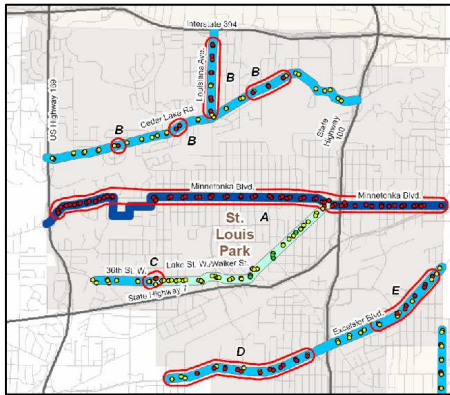 Interstate 394
Louisiana Ave.
B
B
US Highway 169
Cedar Lake Rd
B
B
State Highway 100
Minnetonka Blvd.
Minnetonka Blvd.
A
St. Louis Park
C
Lake St. W./Walker St.
36th St. W.
State Highway 7
E
Excelsior Blvd.
D